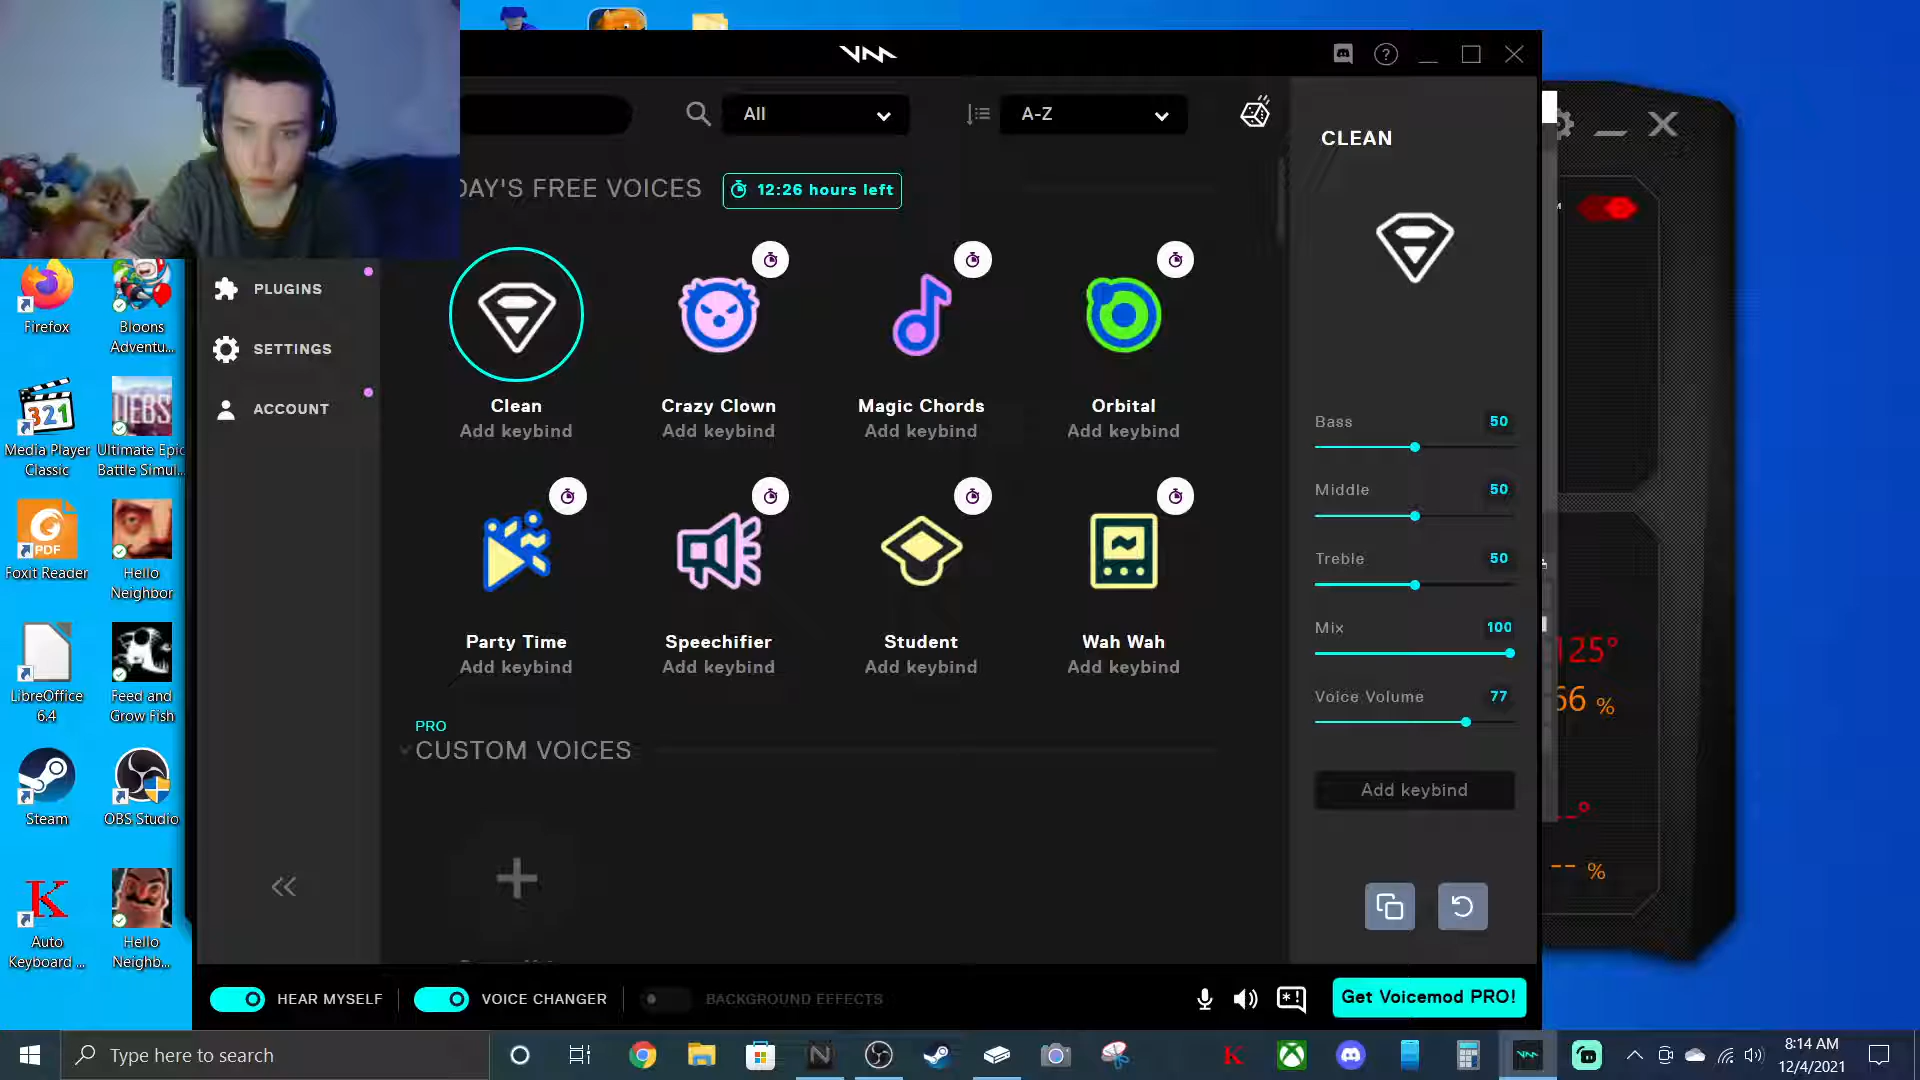 All
A-Z
CLEAN
DAY'S FREE VOICES
12:26 hours left
PLUGINS
SETTINGS
ACCOUNT
Clean
Add keybind
Crazy Clown
Add keybind
Magic Chords
Add keybind
Orbital
Add keybind
Party Time
Add keybind
Speechifier
Add keybind
Student
Add keybind
Wah Wah
Add keybind
PRO
CUSTOM VOICES
Bass 50
Middle 50
Treble 50
Mix 100
Voice Volume 77
Add keybind
125°
66 %
-- %
HEAR MYSELF
VOICE CHANGER
BACKGROUND EFFECTS
Get Voicemod PRO!
Firefox
Bloons
Adventu...
321
Media Player
Classic
Ultimate Epic
Battle Simul...
PDF
Foxit Reader
Hello
Neighbor
LibreOffice
6.4
Feed and
Grow Fish
Steam
OBS Studio
K
Auto
Keyboard ...
Hello
Neighb...
Type here to search
8:14 AM
12/4/2021